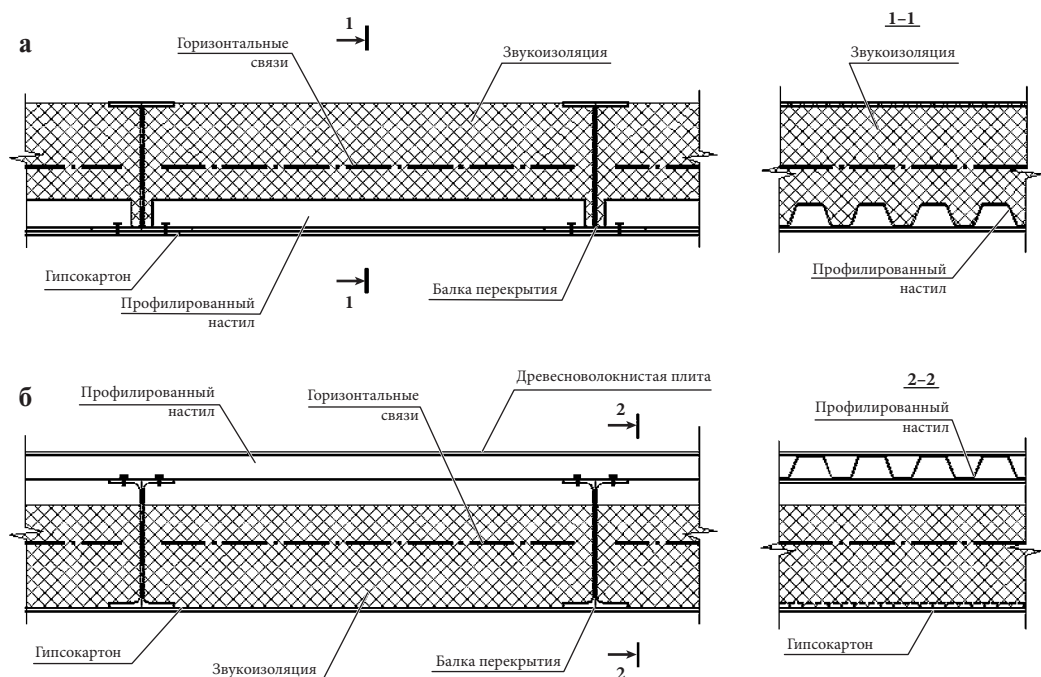 а
1
1–1
Горизонтальные
связи
Звукоизоляция
Звукоизоляция
Гипсокартон
Профилированный
настил
1
Балка перекрытия
Профилированный
настил
б
Профилированный
настил
Горизонтальные
связи
Древесноволокнистая плита
2
2–2
Профилированный
настил
Гипсокартон
Звукоизоляция
Балка перекрытия
2
Гипсокартон